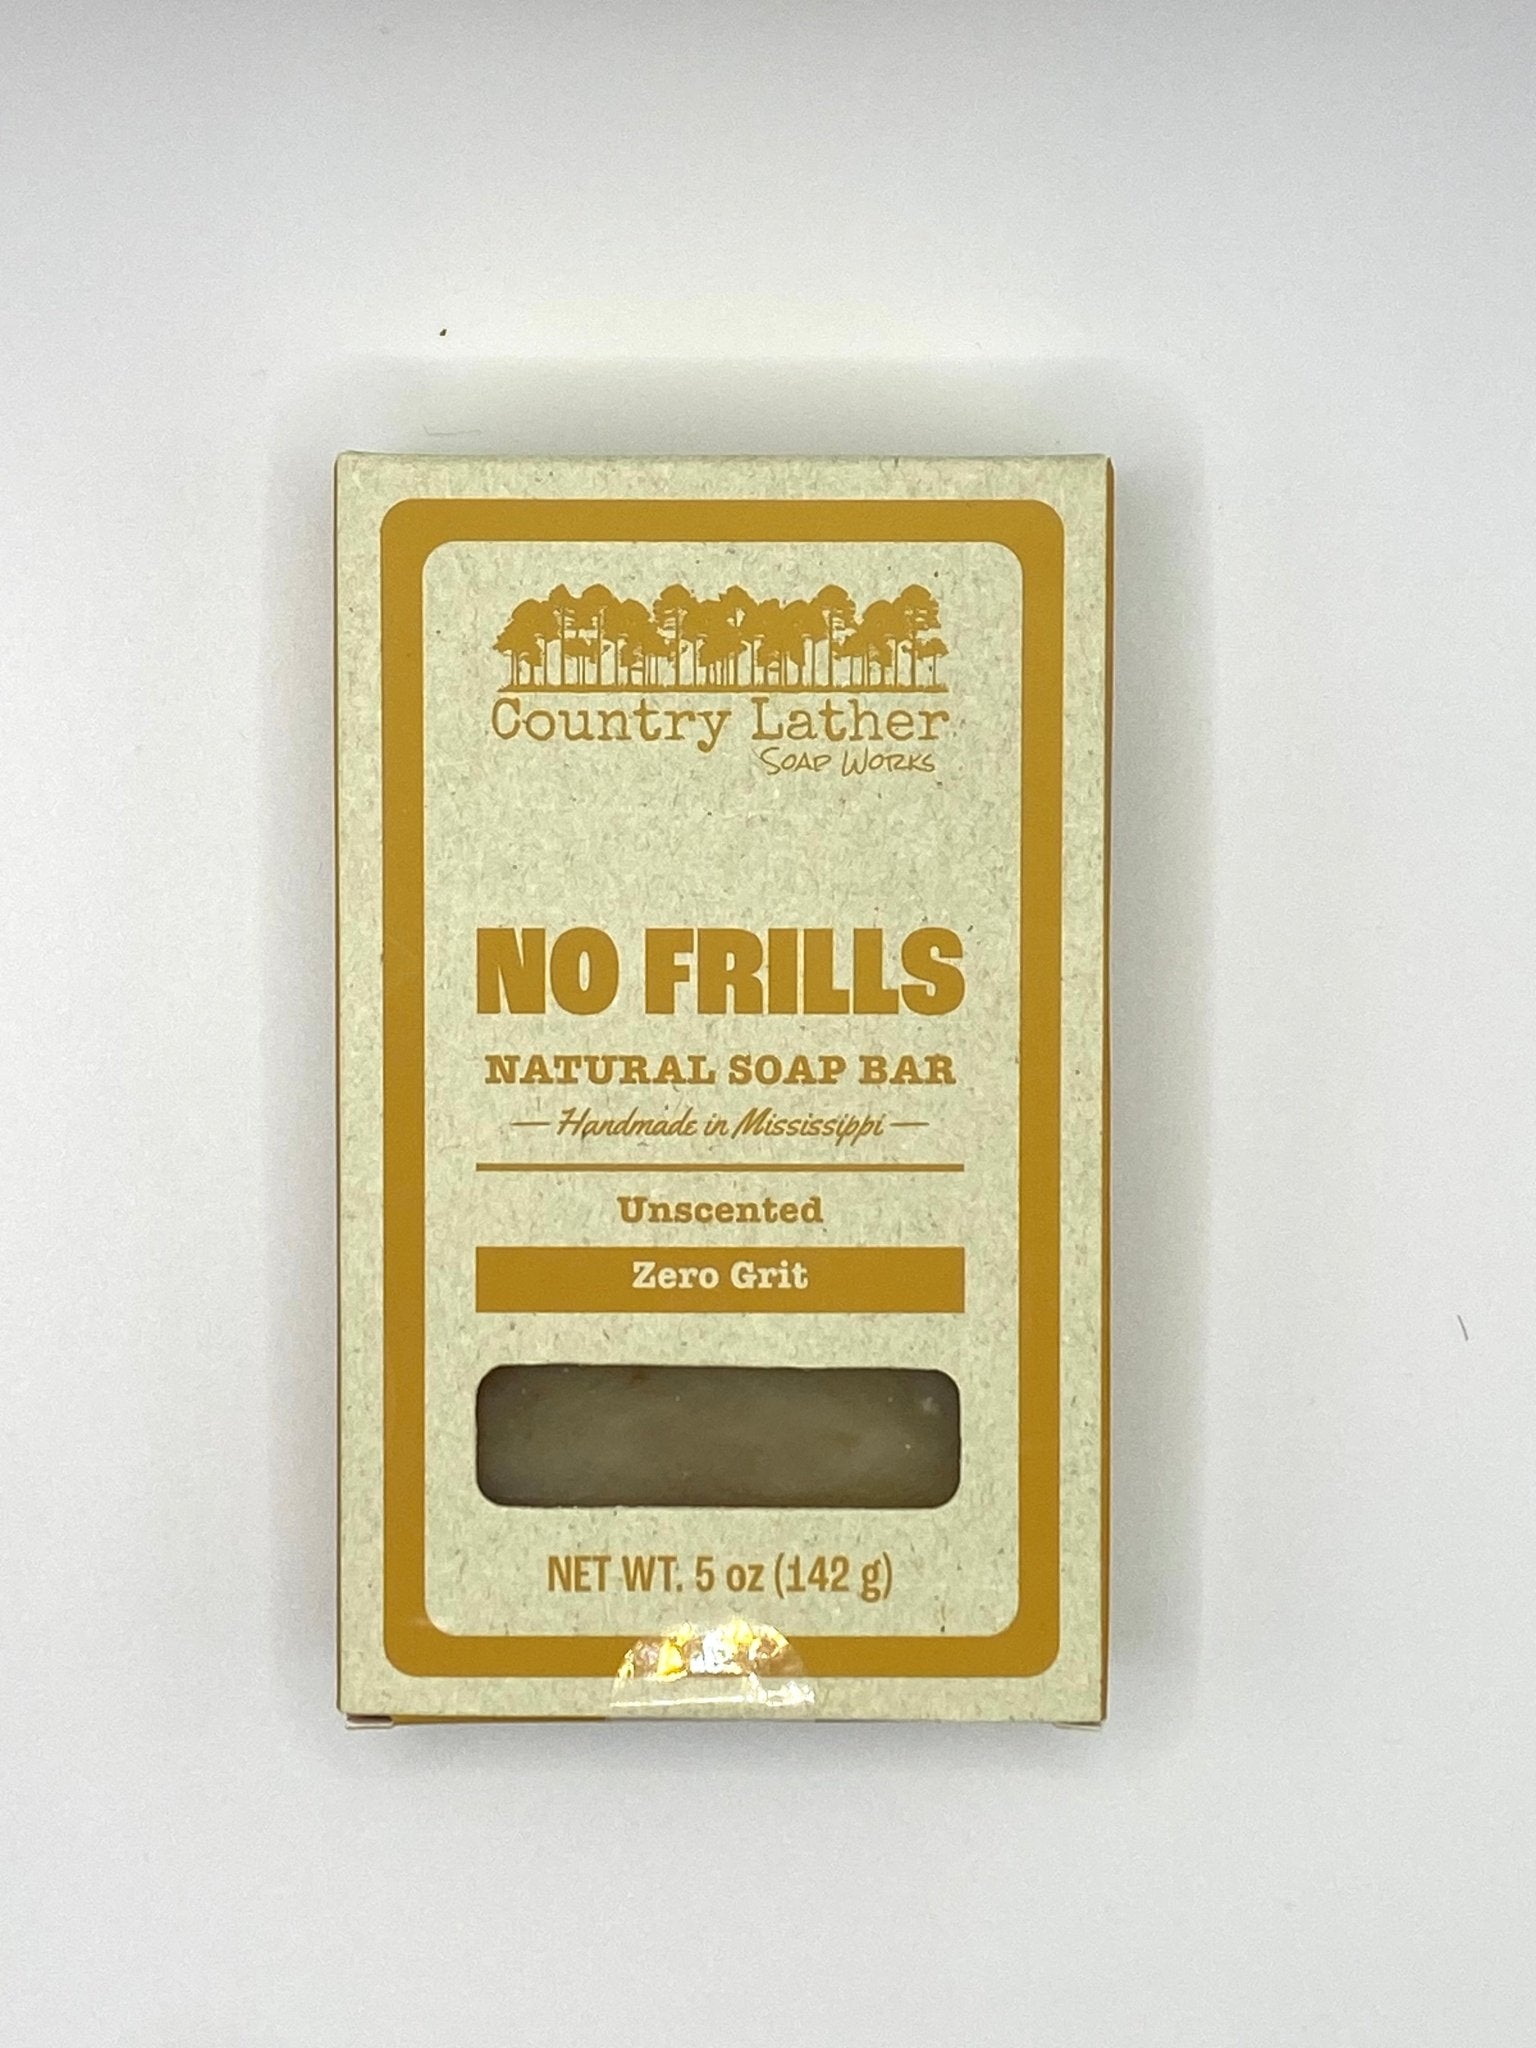 Country Lather
Soap Works
NO FRILLS
NATURAL SOAP BAR
— Handmade in Mississippi —
Unscented
Zero Grit
NET WT. 5 oz (142 g)